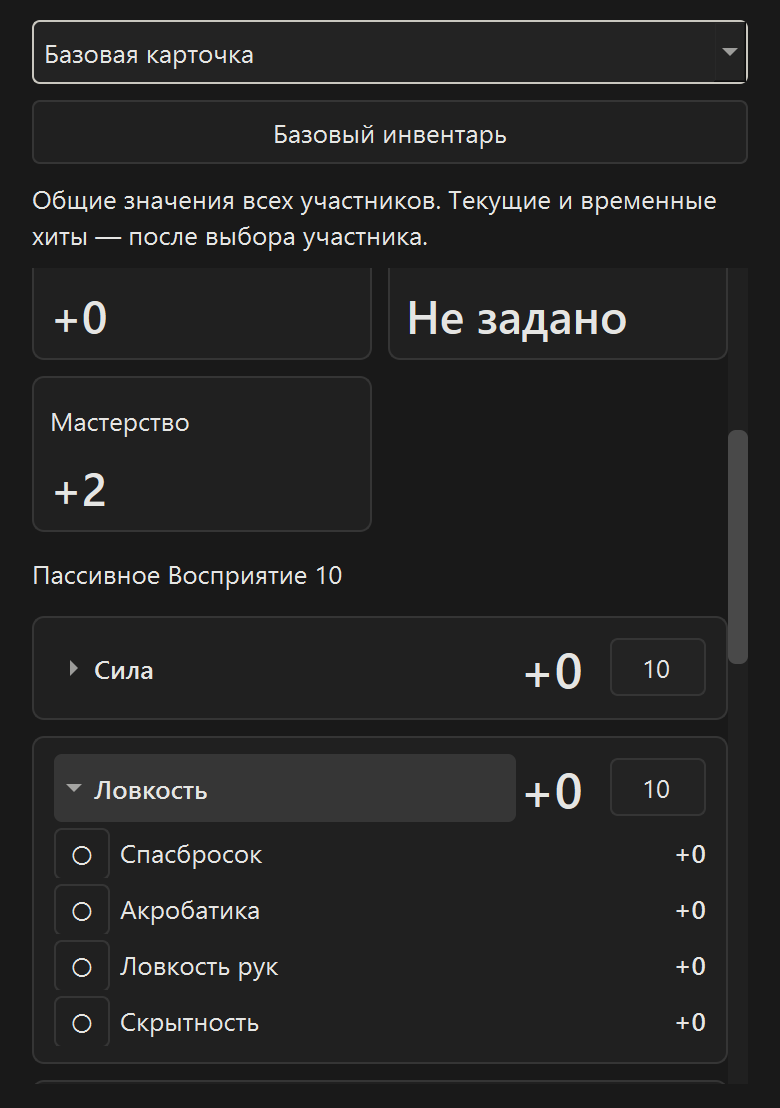 Базовая карточка
Базовый инвентарь
Общие значения всех участников. Текущие и временные
хиты — после выбора участника.
+0 Не задано
Мастерство
+2
Пассивное Восприятие 10
Сила +0 10
Ловкость +0 10
Спасбросок +0
Акробатика +0
Ловкость рук +0
Скрытность +0